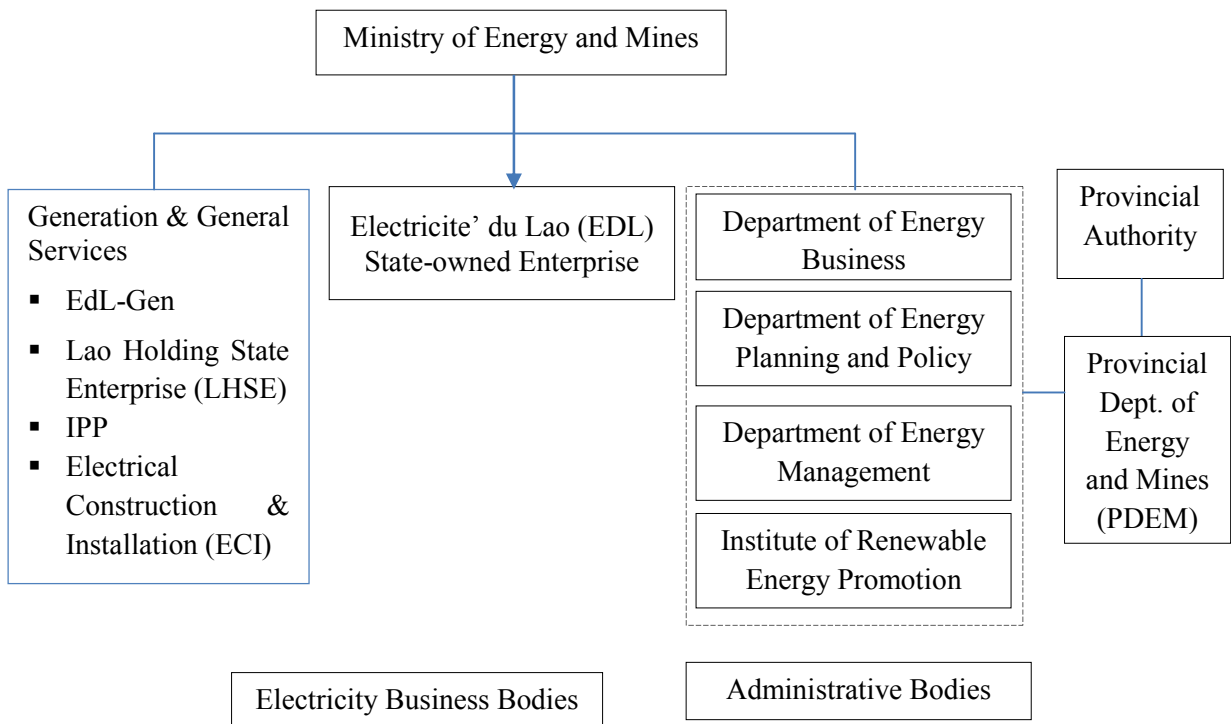 Ministry of Energy and Mines
Generation & General
Services
▪ EdL-Gen
▪ Lao Holding State
Enterprise (LHSE)
▪ IPP
▪ Electrical
Construction &
Installation (ECI)
Electricite’ du Lao (EDL)
State-owned Enterprise
Department of Energy
Business
Department of Energy
Planning and Policy
Department of Energy
Management
Institute of Renewable
Energy Promotion
Provincial
Authority
Provincial
Dept. of
Energy
and Mines
(PDEM)
Electricity Business Bodies
Administrative Bodies